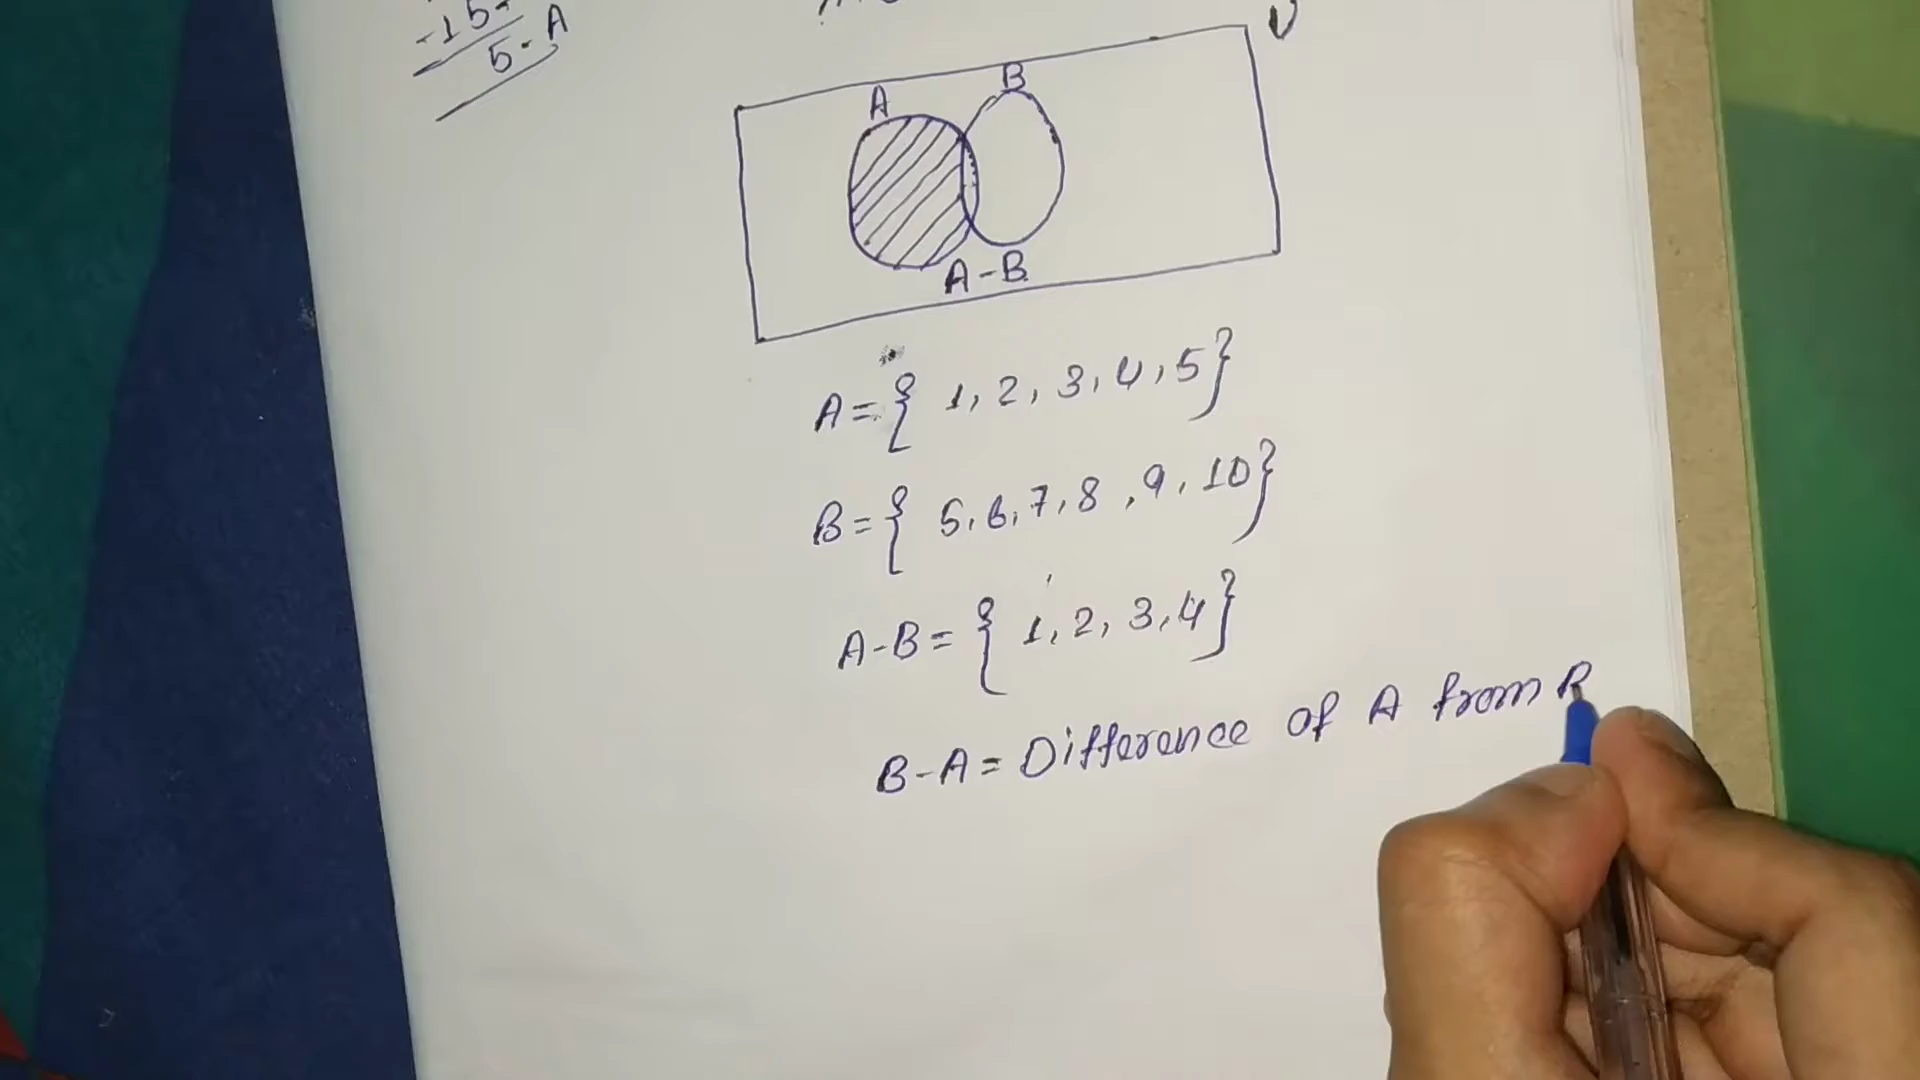 -15.
5. A
U
B
A
A-B
A = { 1, 2, 3, 4, 5}
B = { 5, 6, 7, 8, 9, 10}
A-B = { 1, 2, 3, 4}
B-A = Difference of A from B